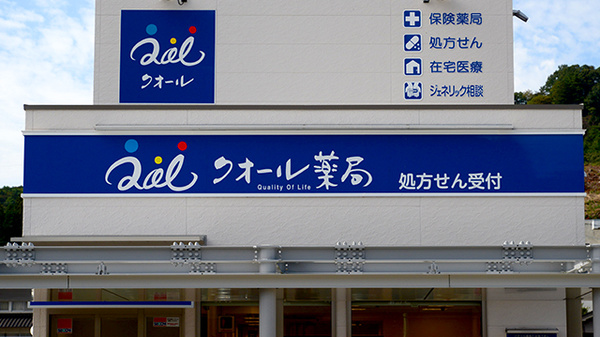 Qol
クオール
保険薬局
処方せん
在宅医療
ジェネリック相談
Qol クオール薬局 処方せん受付
Quality Of Life